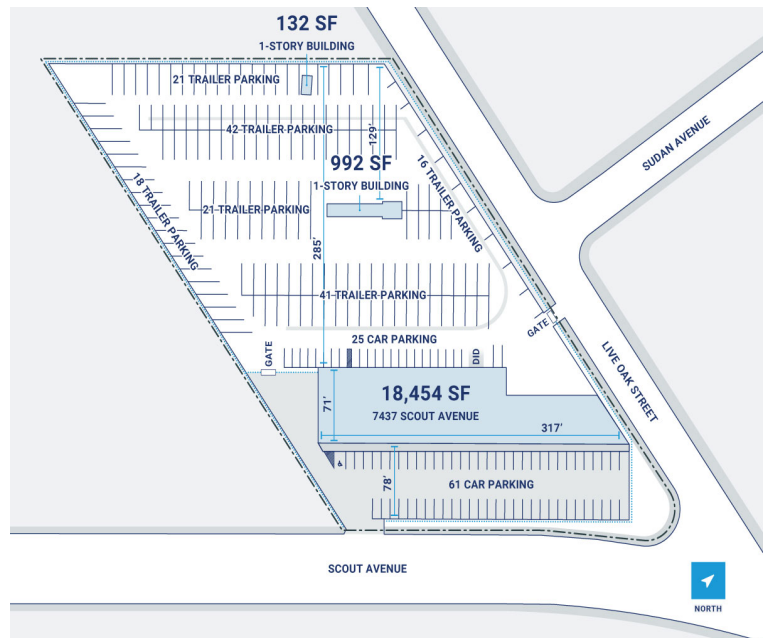 132 SF
1-STORY BUILDING
21 TRAILER PARKING
42 TRAILER PARKING
129’
992 SF
1-STORY BUILDING
16 TRAILER PARKING
SUDAN AVENUE
18 TRAILER PARKING
21 TRAILER PARKING
285’
41 TRAILER PARKING
GATE
25 CAR PARKING
GATE
DID
LIVE OAK STREET
18,454 SF
7437 SCOUT AVENUE
71’
317’
78’
61 CAR PARKING
SCOUT AVENUE
NORTH